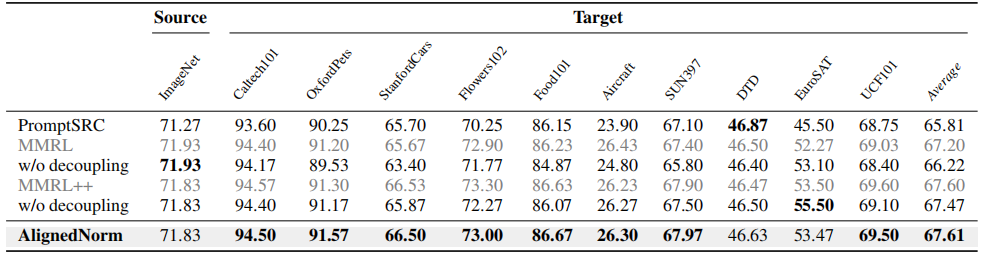 Source Target
ImageNet Caltech101 OxfordPets StanfordCars Flowers102 Food101 Aircraft SUN397 DTD EuroSAT UCF101 Average
PromptSRC 71.27 93.60 90.25 65.70 70.25 86.15 23.90 67.10 46.87 45.50 68.75 65.81
MMRL 71.93 94.40 91.20 65.67 72.90 86.23 26.43 67.40 46.50 52.27 69.03 67.20
w/o decoupling 71.93 94.17 89.53 63.40 71.77 84.87 24.80 65.80 46.40 53.10 68.40 66.22
MMRL++ 71.83 94.57 91.30 66.53 73.30 86.63 26.23 67.90 46.47 53.50 69.60 67.60
w/o decoupling 71.83 94.40 91.17 65.87 72.27 86.07 26.27 67.50 46.50 55.50 69.10 67.47
AlignedNorm 71.83 94.50 91.57 66.50 73.00 86.67 26.30 67.97 46.63 53.47 69.50 67.61